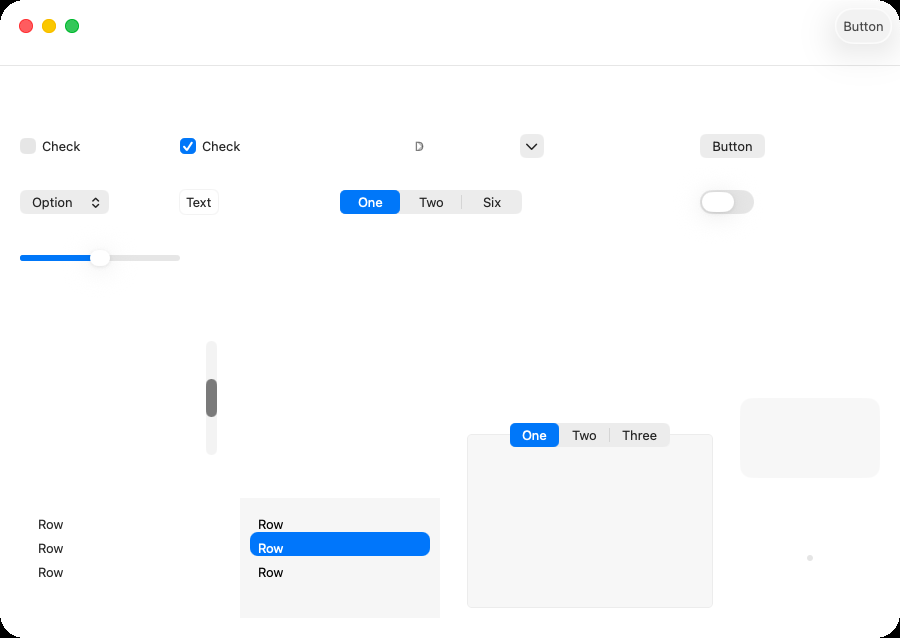 Button
Check
Check
D
Button
Option
Text
One Two Six
One Two Three
Row
Row
Row
Row
Row
Row